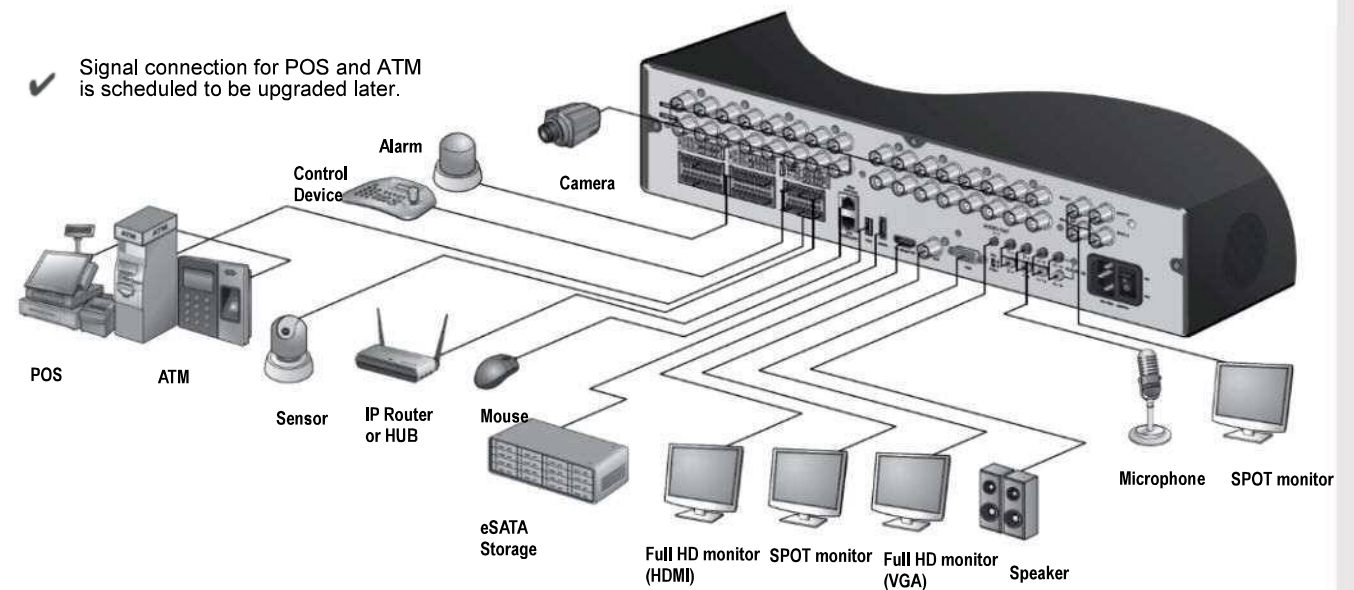 Signal connection for POS and ATM
is scheduled to be upgraded later.
Alarm
Control
Device
Camera
ATM
POS
ATM
Sensor
IP Router
or HUB
Mouse
eSATA
Storage
Full HD monitor
(HDMI)
SPOT monitor
Full HD monitor
(VGA)
Speaker
Microphone
SPOT monitor